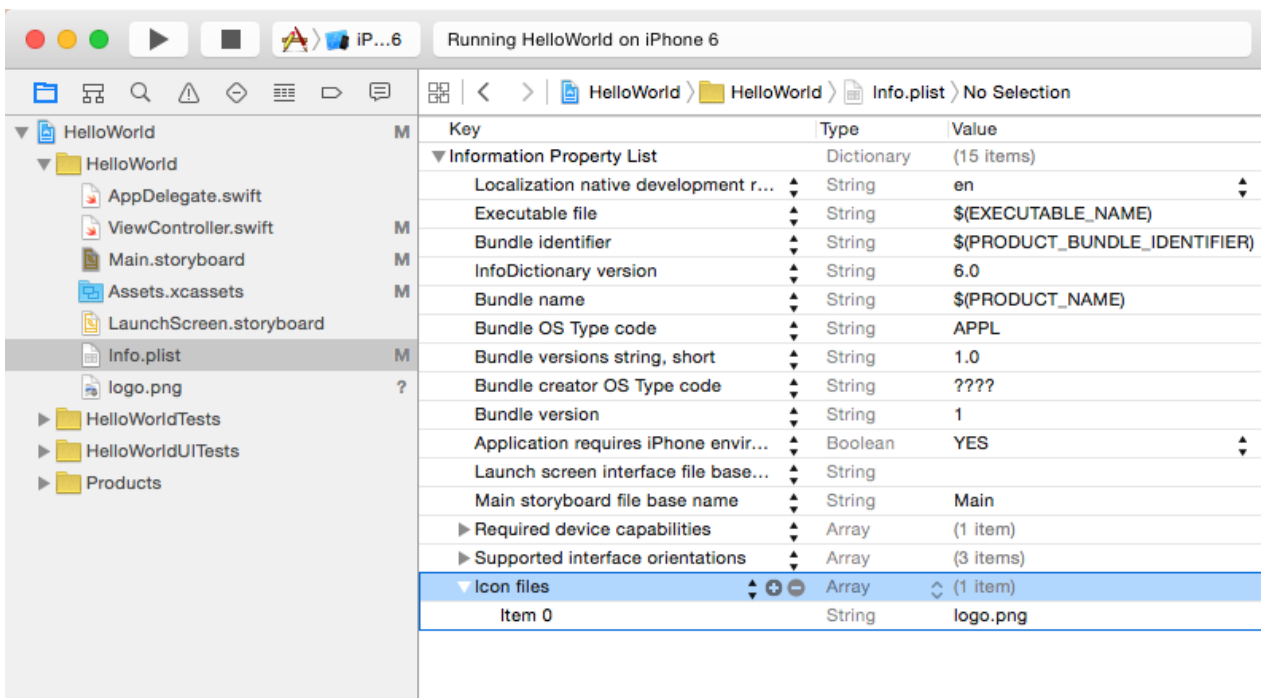 iP...6
Running HelloWorld on iPhone 6
HelloWorld HelloWorld Info.plist No Selection
HelloWorld M
HelloWorld
AppDelegate.swift
ViewController.swift M
Main.storyboard M
Assets.xcassets M
LaunchScreen.storyboard
Info.plist M
logo.png ?
HelloWorldTests
HelloWorldUITests
Products
Key Type Value
Information Property List Dictionary (15 items)
Localization native development r... String en
Executable file String $(EXECUTABLE_NAME)
Bundle identifier String $(PRODUCT_BUNDLE_IDENTIFIER)
InfoDictionary version String 6.0
Bundle name String $(PRODUCT_NAME)
Bundle OS Type code String APPL
Bundle versions string, short String 1.0
Bundle creator OS Type code String ????
Bundle version String 1
Application requires iPhone envir... Boolean YES
Launch screen interface file base... String
Main storyboard file base name String Main
Required device capabilities Array (1 item)
Supported interface orientations Array (3 items)
Icon files Array (1 item)
Item 0 String logo.png